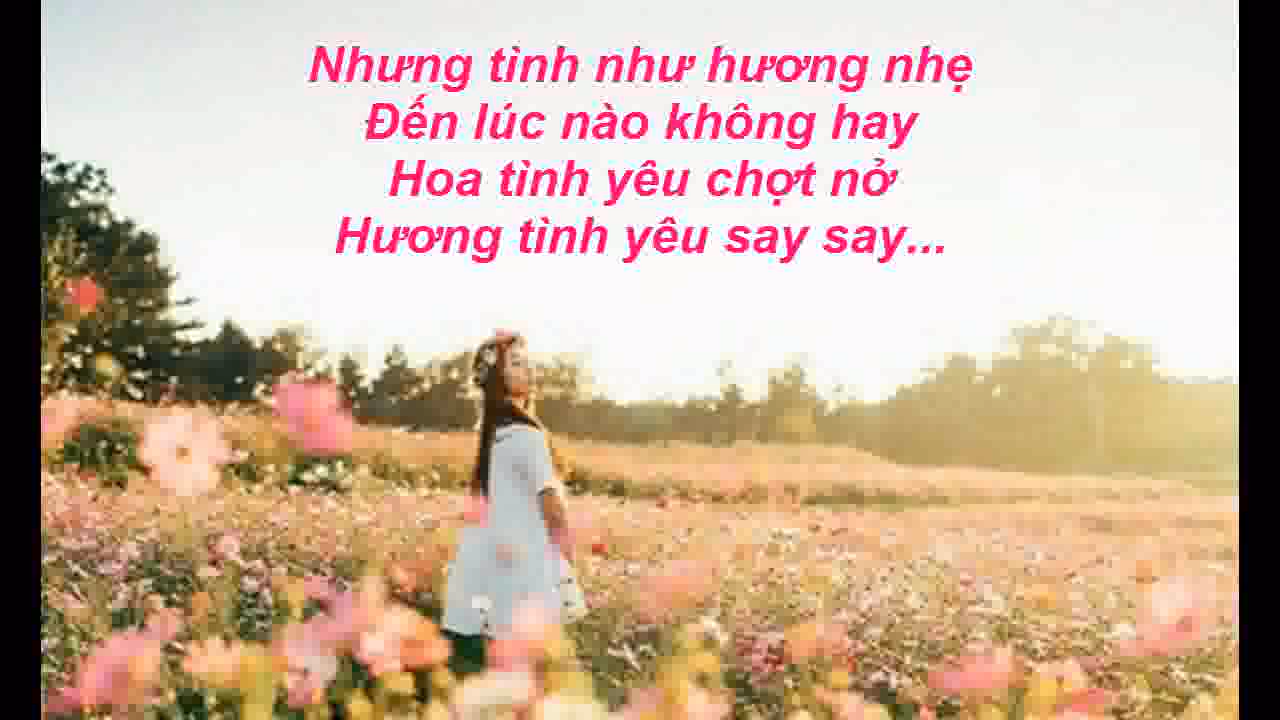 Nhưng tình như hương nhẹ
Đến lúc nào không hay
Hoa tình yêu chợt nở
Hương tình yêu say say...